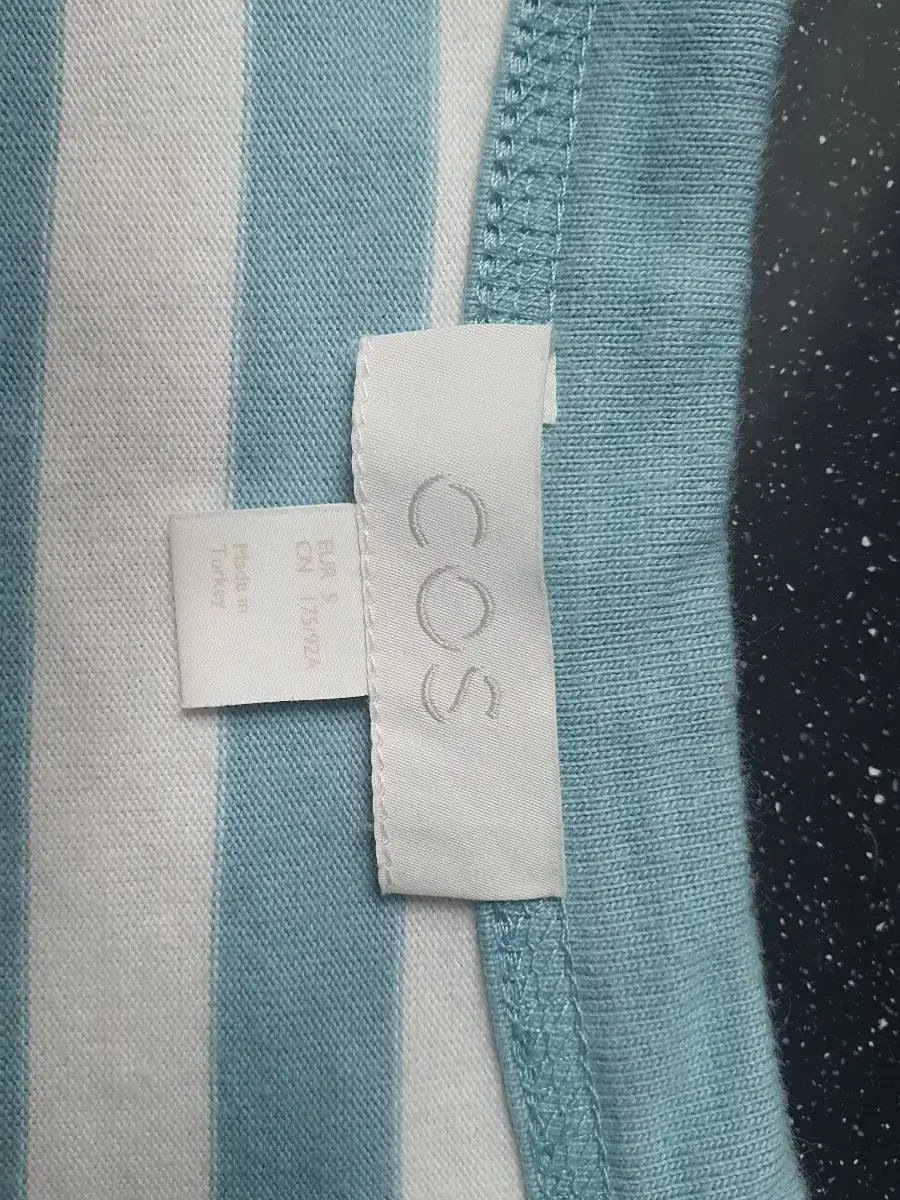 COS
EUR S
CN 175/92A
Made in
Turkey